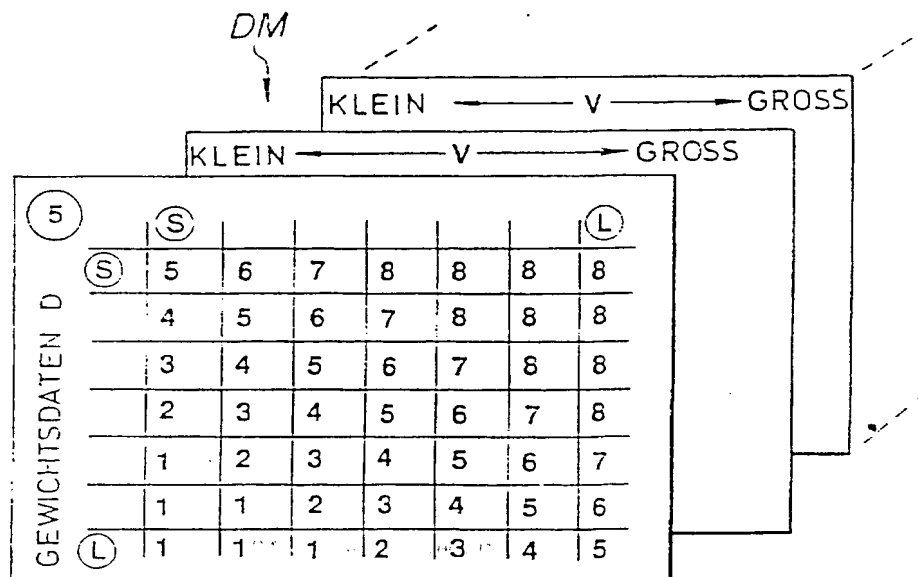 DM
KLEIN ← V → GROSS
KLEIN ← V → GROSS
5
S L
S 5 6 7 8 8 8 8
4 5 6 7 8 8 8
3 4 5 6 7 8 8
2 3 4 5 6 7 8
1 2 3 4 5 6 7
1 1 2 3 4 5 6
L 1 1 1 2 3 4 5
GEWICHTSDATEN D